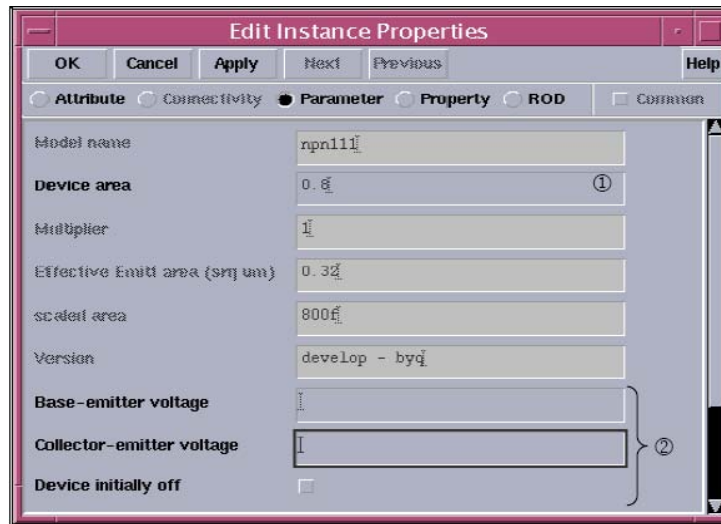 Edit Instance Properties
OK Cancel Apply Next Previous Help
Attribute Connectivity Parameter Property ROD Common
Model name npn111
Device area 0.8 ①
Multiplier 1
Effective Emitt area (srq um) 0.32
scaled area 800f
Version develop - byq
Base-emitter voltage
Collector-emitter voltage ②
Device initially off